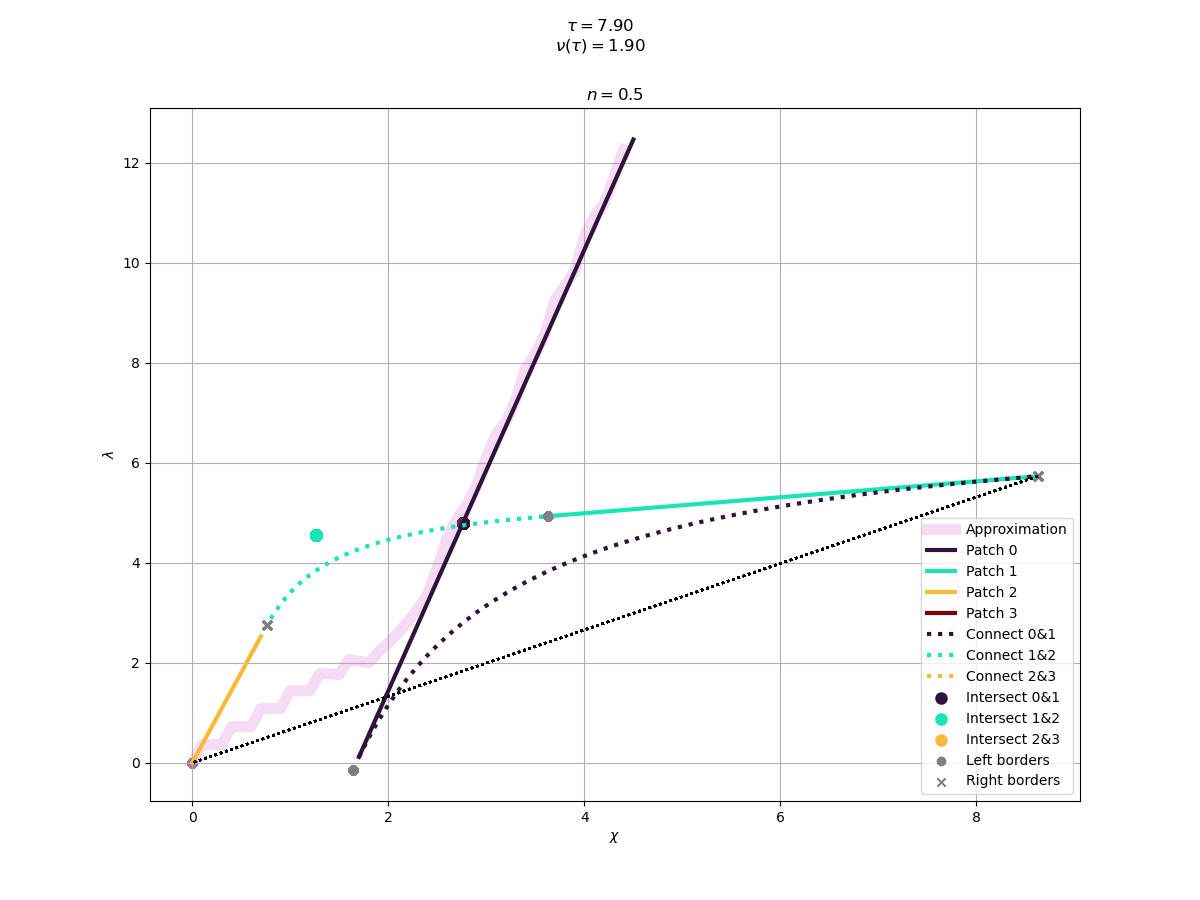 τ = 7.90
ν(τ) = 1.90
n = 0.5
12
10
8
6
4
2
0
λ
0 2 4 6 8
χ
Approximation
Patch 0
Patch 1
Patch 2
Patch 3
Connect 0&1
Connect 1&2
Connect 2&3
Intersect 0&1
Intersect 1&2
Intersect 2&3
Left borders
Right borders